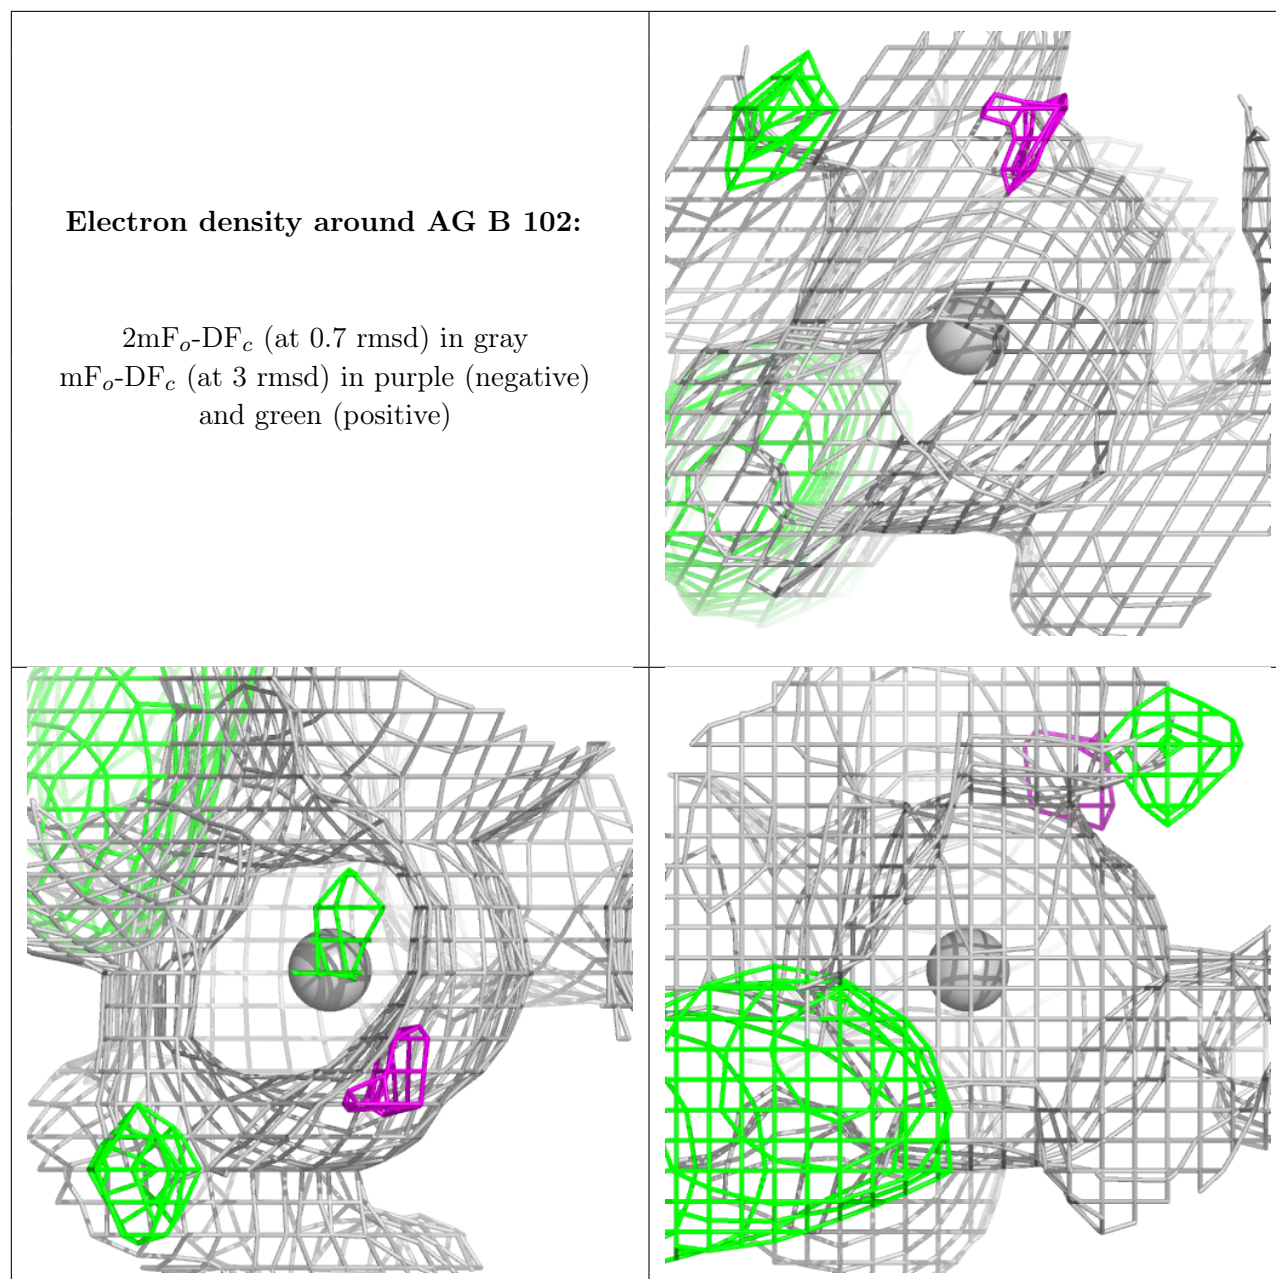 Electron density around AG B 102:
2mFₒ-DF𝒸 (at 0.7 rmsd) in gray
mFₒ-DF𝒸 (at 3 rmsd) in purple (negative)
and green (positive)